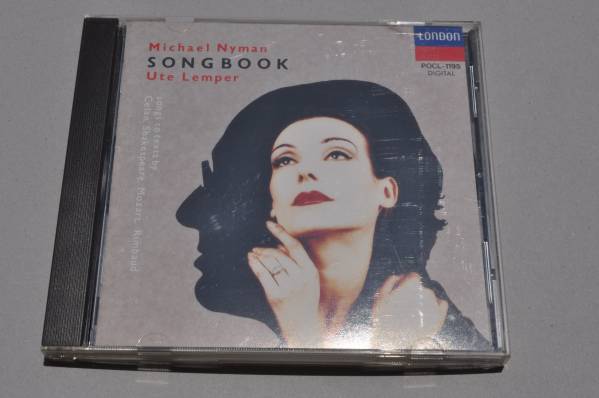 Michael Nyman
SONGBOOK
Ute Lemper
LONDON
POCL-1195
DIGITAL
songs to texts by
Celan, Shakespeare, Mozart, Rimbaud